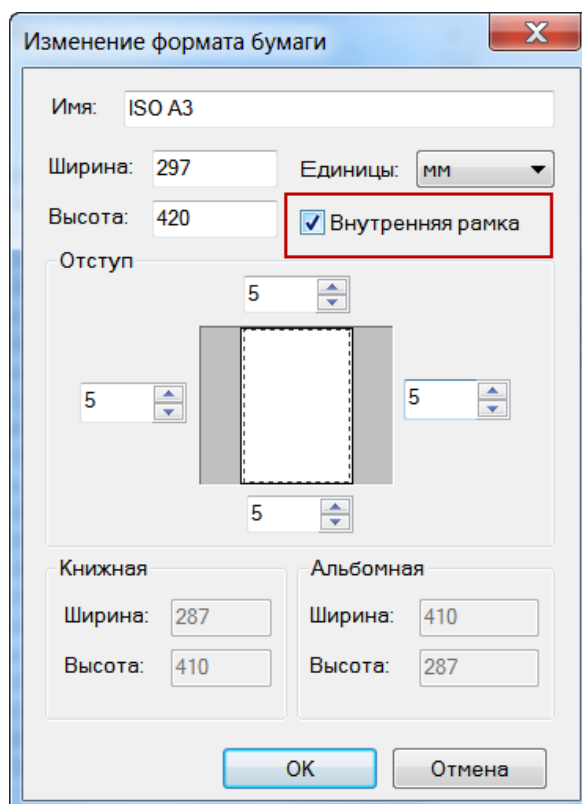 Изменение формата бумаги
Имя: ISO A3
Ширина: 297 Единицы: мм
Высота: 420 Внутренняя рамка
Отступ
5
5 5
5
Книжная Альбомная
Ширина: 287 Ширина: 410
Высота: 410 Высота: 287
OK Отмена